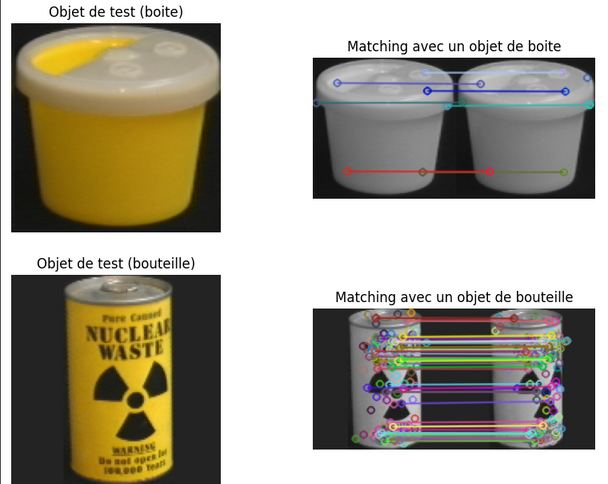 Objet de test (boite)
Matching avec un objet de boite
Objet de test (bouteille)
Pure Canned
NUCLEAR
WASTE
WARNING
Do not open for
100,000 Years
Matching avec un objet de bouteille